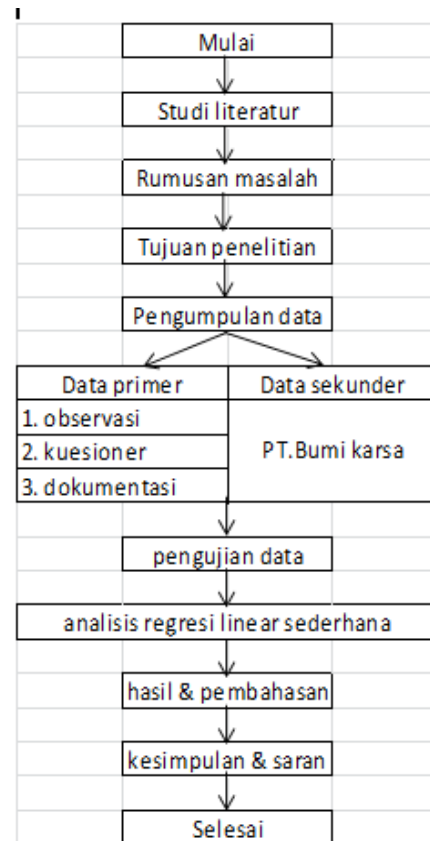 Mulai
Studi literatur
Rumusan masalah
Tujuan penelitian
Pengumpulan data
Data primer
Data sekunder
1. observasi
2. kuesioner
3. dokumentasi
PT.Bumi karsa
pengujian data
analisis regresi linear sederhana
hasil & pembahasan
kesimpulan & saran
Selesai